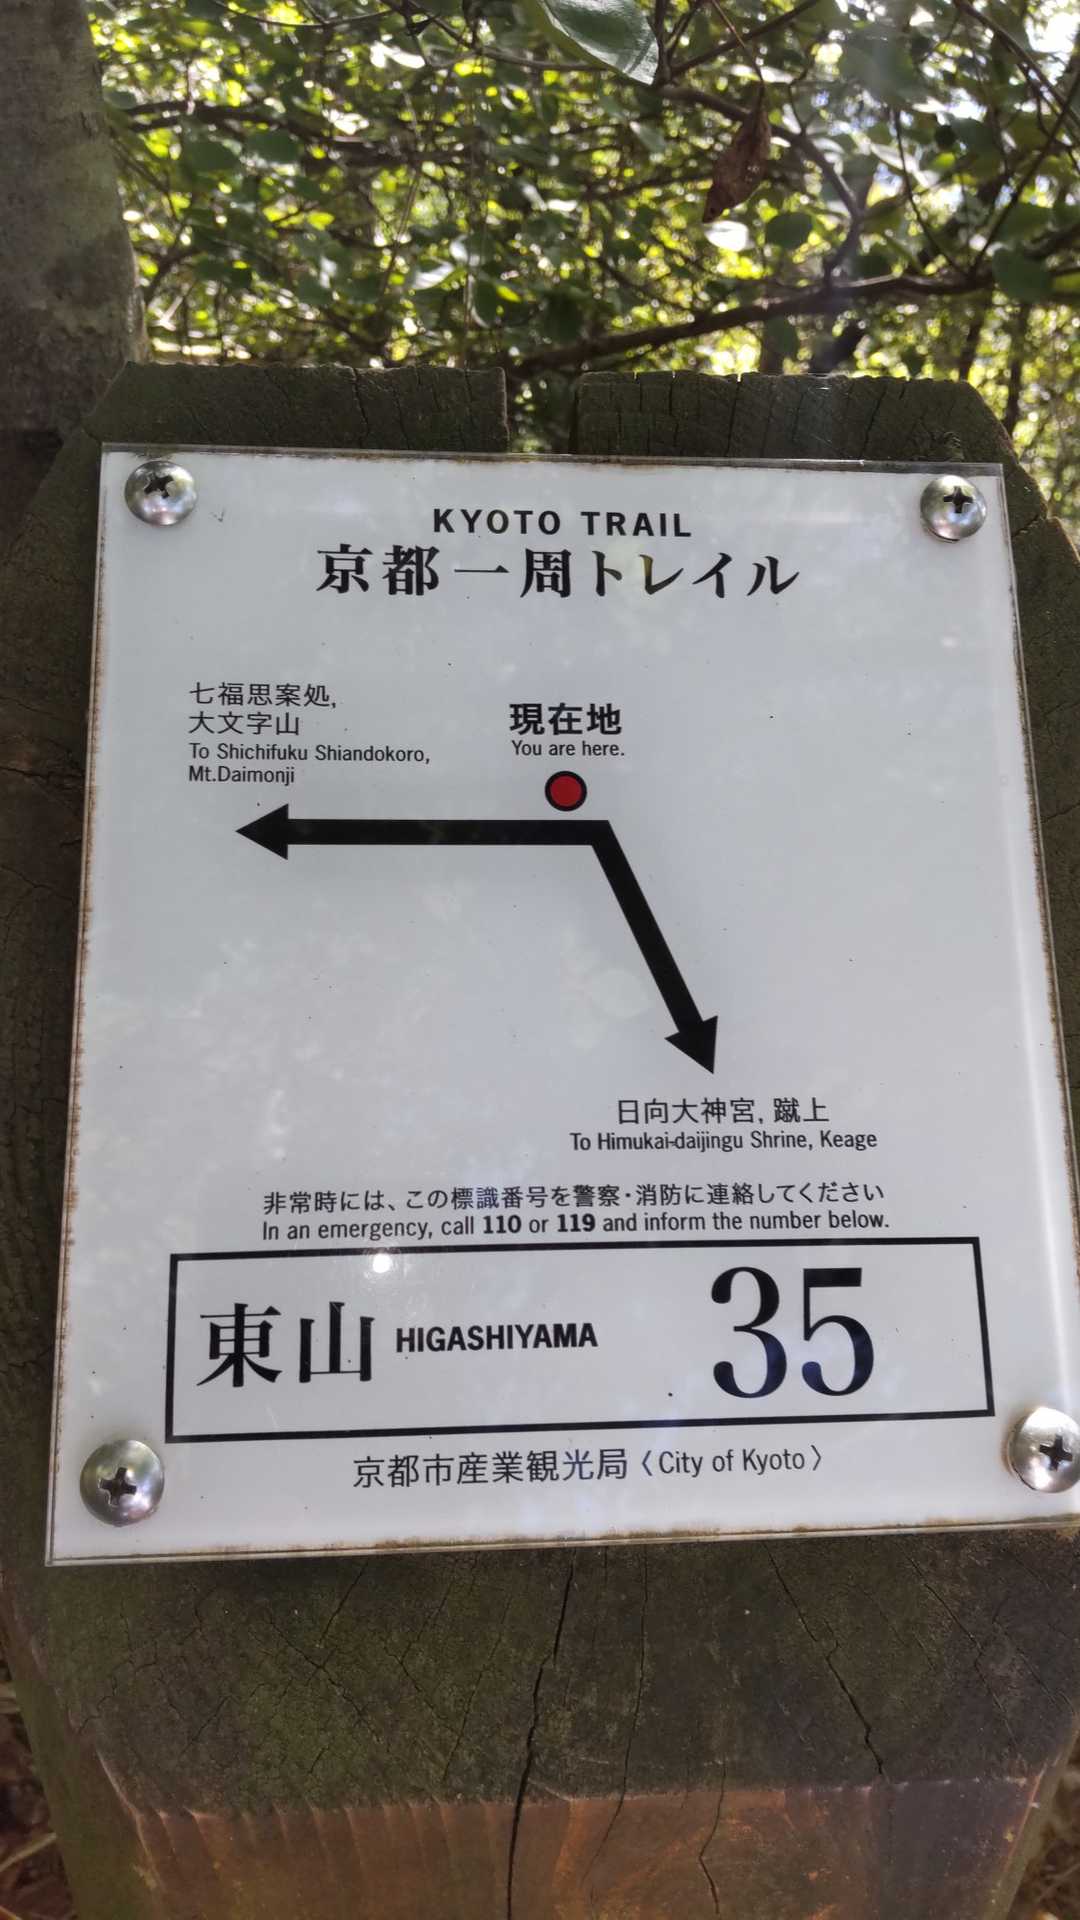 KYOTO TRAIL
京都一周トレイル
七福思案処,
大文字山
To Shichifuku Shiandokoro,
Mt.Daimonji
現在地
You are here.
日向大神宮, 蹴上
To Himukai-daijingu Shrine, Keage
非常時には、この標識番号を警察・消防に連絡してください
In an emergency, call 110 or 119 and inform the number below.
東山 HIGASHIYAMA 35
京都市産業観光局〈City of Kyoto〉